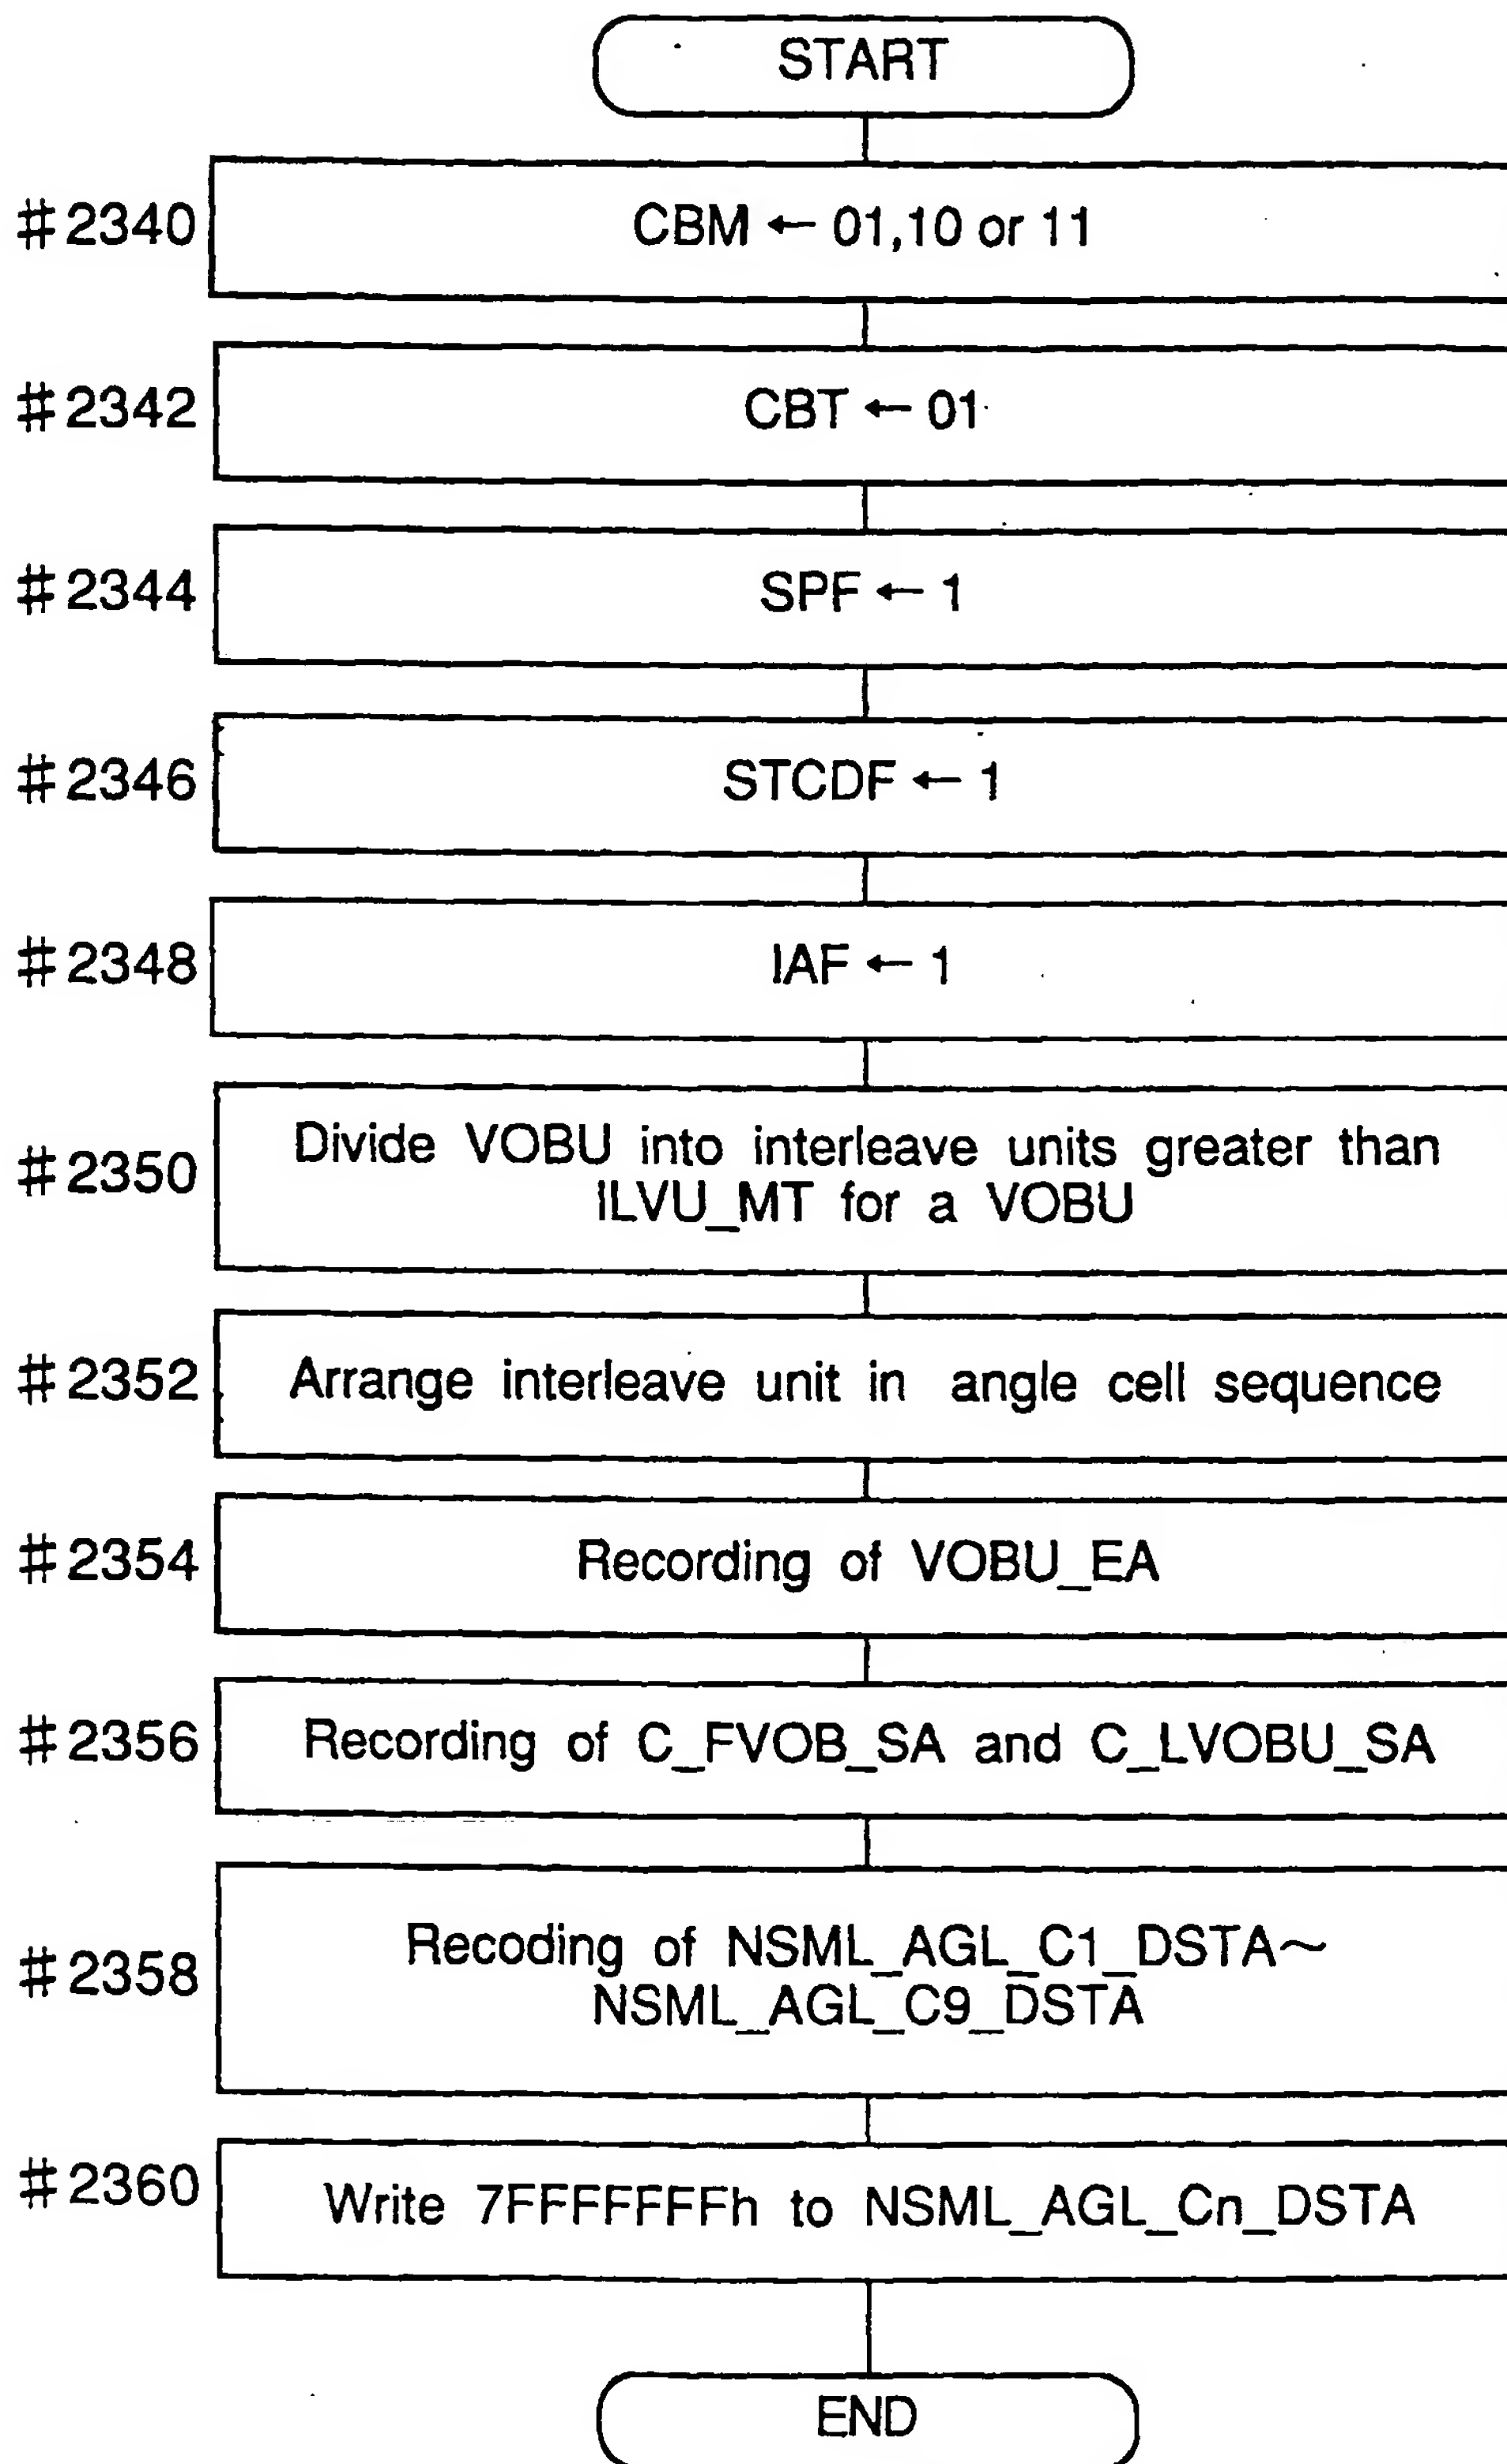 START
#2340
CBM ← 01,10 or 11
#2342
CBT ← 01
#2344
SPF ← 1
#2346
STCDF ← 1
#2348
IAF ← 1
#2350
Divide VOBU into interleave units greater than
ILVU_MT for a VOBU
#2352
Arrange interleave unit in angle cell sequence
#2354
Recording of VOBU_EA
#2356
Recording of C_FVOB_SA and C_LVOBU_SA
#2358
Recoding of NSML_AGL_C1_DSTA~
NSML_AGL_C9_DSTA
#2360
Write 7FFFFFFFh to NSML_AGL_Cn_DSTA
END